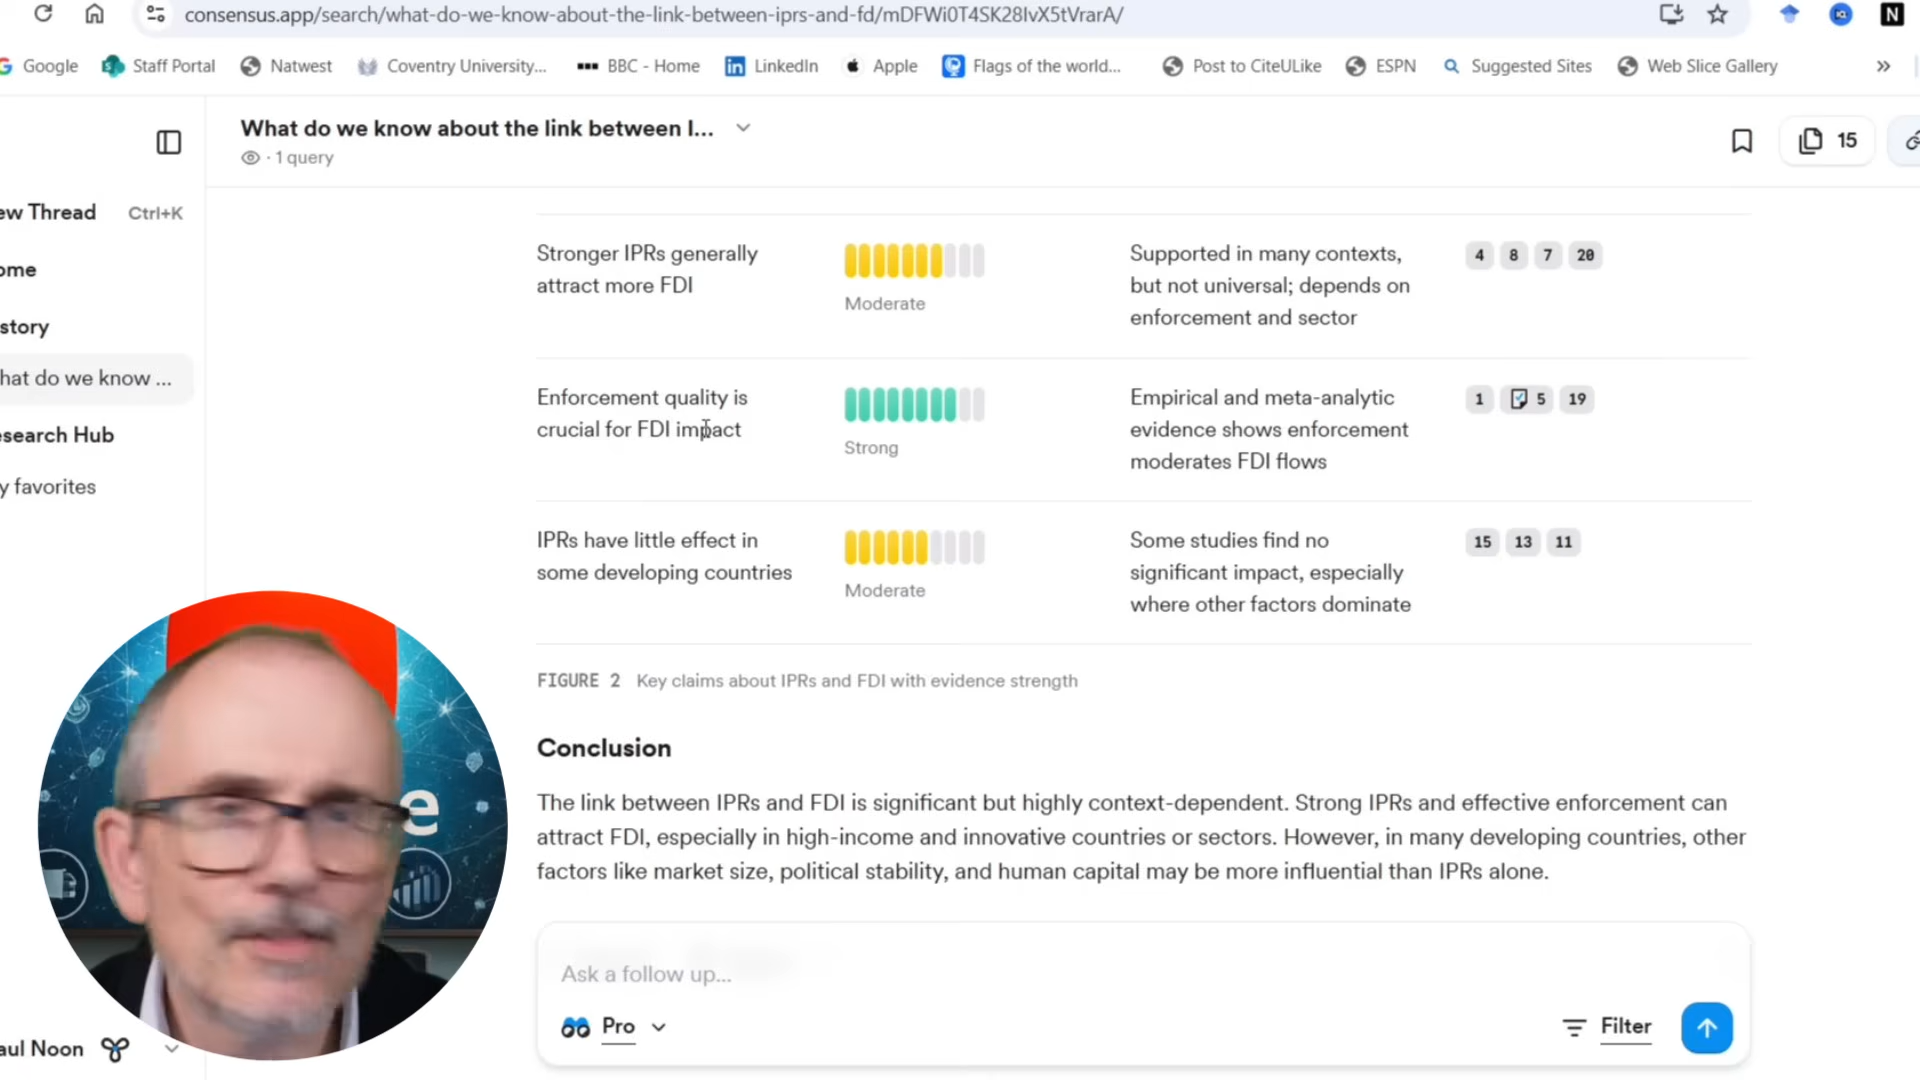 consensus.app/search/what-do-we-know-about-the-link-between-iprs-and-fd/mDFWi0T4SK28IvX5tVrarA/
Google Staff Portal Natwest Coventry University... BBC - Home LinkedIn Apple Flags of the world... Post to CiteULike ESPN Suggested Sites Web Slice Gallery »
What do we know about the link between I...
· 1 query
15
ew Thread Ctrl+K
ome
story
hat do we know ...
esearch Hub
y favorites
Stronger IPRs generally
attract more FDI
Moderate
Supported in many contexts,
but not universal; depends on
enforcement and sector
4 8 7 20
Enforcement quality is
crucial for FDI impact
Strong
Empirical and meta-analytic
evidence shows enforcement
moderates FDI flows
1 5 19
IPRs have little effect in
some developing countries
Moderate
Some studies find no
significant impact, especially
where other factors dominate
15 13 11
FIGURE 2 Key claims about IPRs and FDI with evidence strength
Conclusion
The link between IPRs and FDI is significant but highly context-dependent. Strong IPRs and effective enforcement can
attract FDI, especially in high-income and innovative countries or sectors. However, in many developing countries, other
factors like market size, political stability, and human capital may be more influential than IPRs alone.
Ask a follow up...
Pro
Filter
aul Noon
e